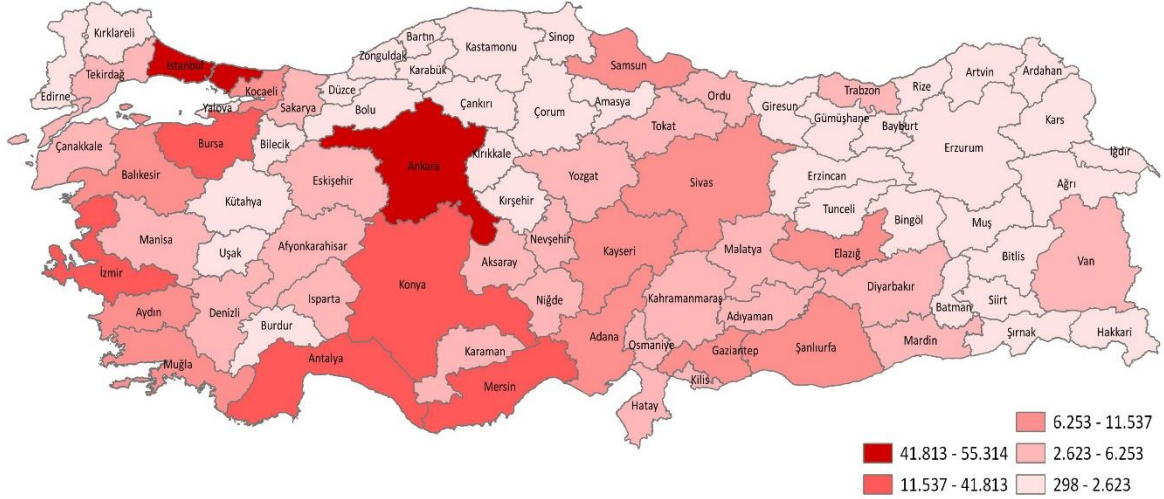 Kırklareli
Edirne
Tekirdağ
İstanbul
Kocaeli
Yalova
Sakarya
Düzce
Zonguldak
Bartın
Karabük
Kastamonu
Sinop
Samsun
Bolu
Çankırı
Çorum
Amasya
Ordu
Giresun
Trabzon
Rize
Artvin
Ardahan
Gümüşhane
Bayburt
Kars
Iğdır
Çanakkale
Balıkesir
Bursa
Bilecik
Eskişehir
Ankara
Kırıkkale
Yozgat
Tokat
Sivas
Erzincan
Erzurum
Ağrı
Kütahya
Kırşehir
Tunceli
Bingöl
Muş
Manisa
Uşak
Afyonkarahisar
Nevşehir
Kayseri
Malatya
Elazığ
Bitlis
Van
İzmir
Konya
Aksaray
Aydın
Denizli
Isparta
Niğde
Kahramanmaraş
Adıyaman
Diyarbakır
Batman
Siirt
Burdur
Muğla
Antalya
Karaman
Mersin
Adana
Osmaniye
Gaziantep
Şanlıurfa
Mardin
Şırnak
Hakkari
Kilis
Hatay
6.253 - 11.537
41.813 - 55.314
2.623 - 6.253
11.537 - 41.813
298 - 2.623